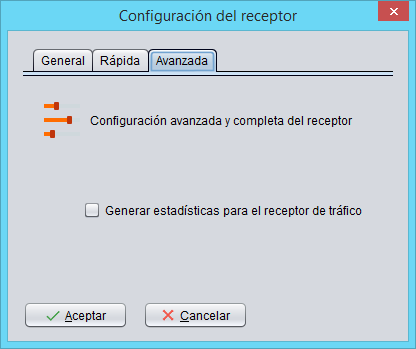 Configuración del receptor
General Rápida Avanzada
Configuración avanzada y completa del receptor
Generar estadísticas para el receptor de tráfico
Aceptar Cancelar